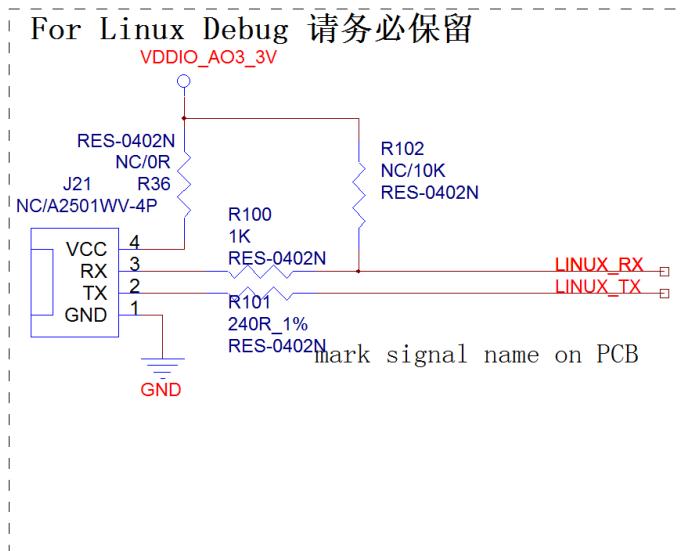 For Linux Debug 请务必保留
VDDIO_AO3_3V
RES-0402N
NC/0R
R36
J21
NC/A2501WV-4P
R102
NC/10K
RES-0402N
R100
1K
RES-0402N
VCC 4
RX 3
TX 2
GND 1
LINUX_RX
LINUX_TX
R101
240R_1%
RES-0402N
mark signal name on PCB
GND